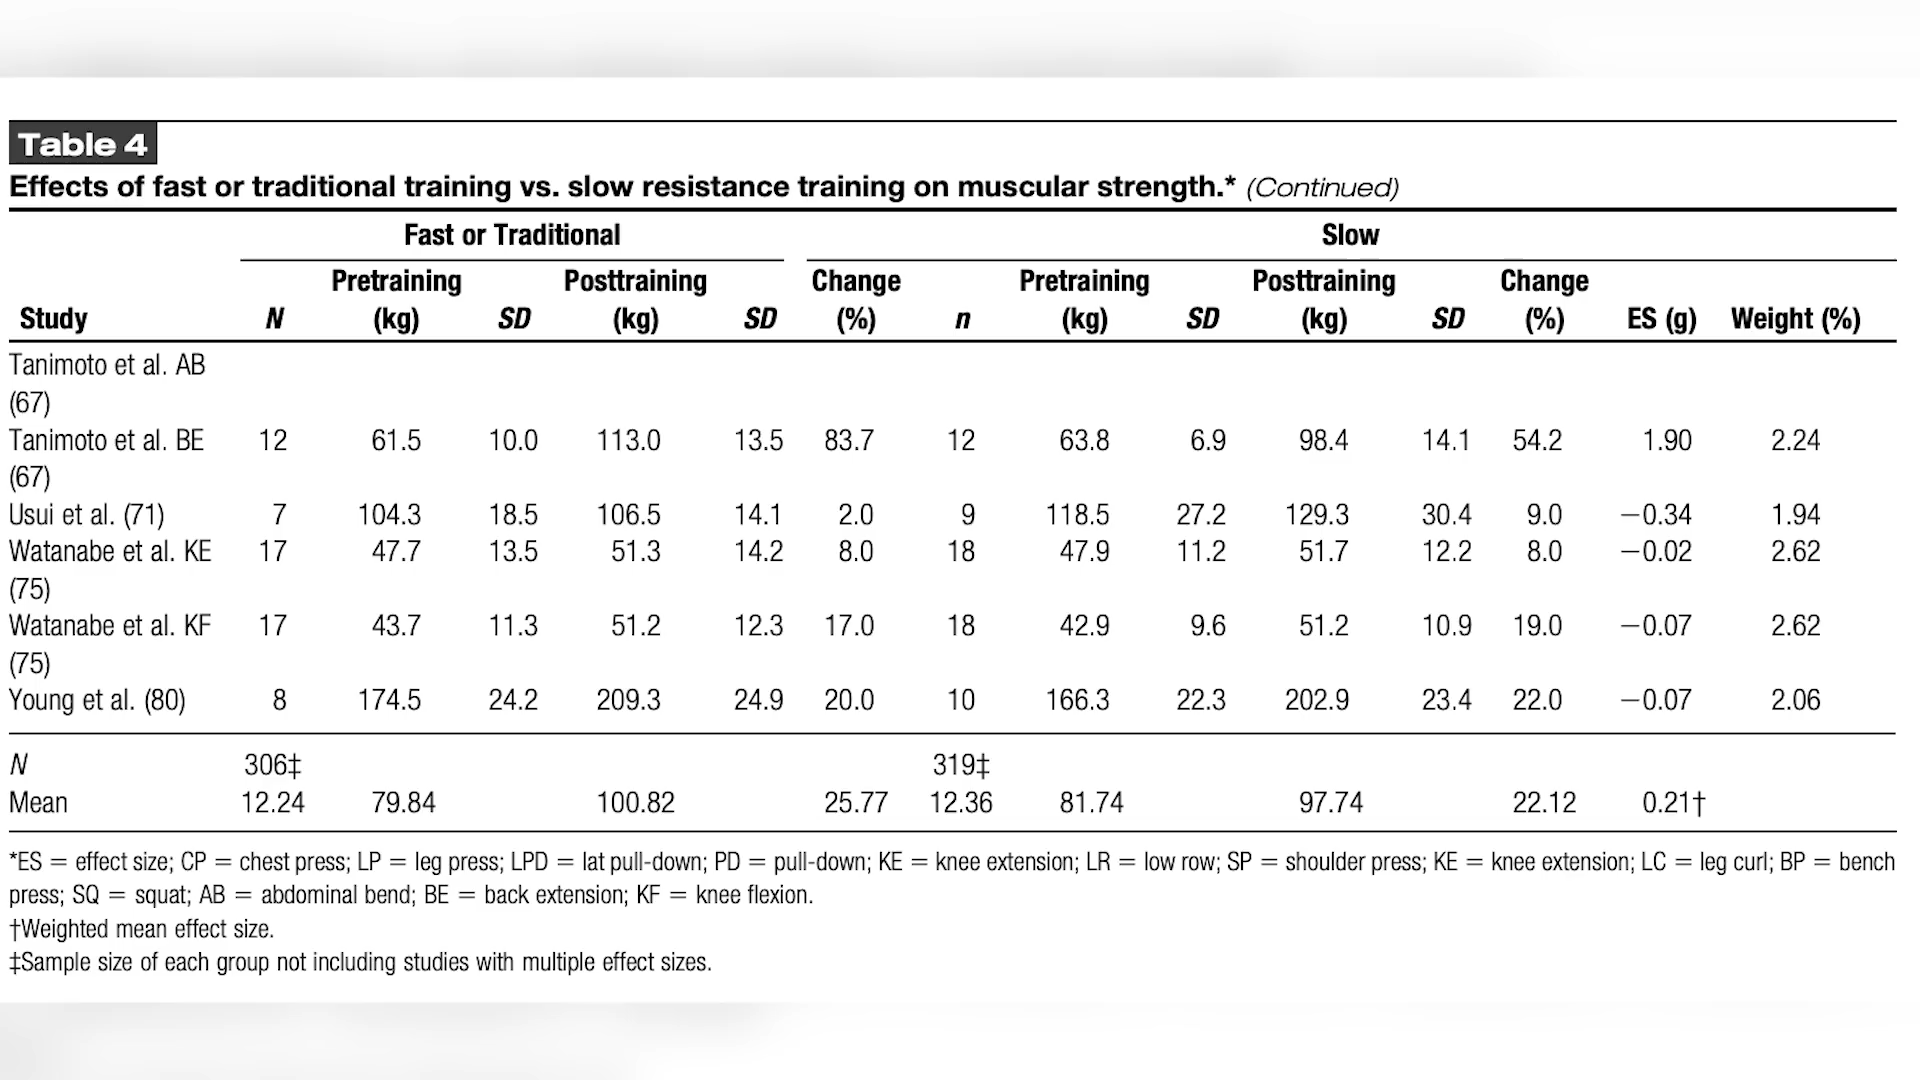 Table 4
Effects of fast or traditional training vs. slow resistance training on muscular strength.* (Continued)
Fast or Traditional Slow
Pretraining Posttraining Change Pretraining Posttraining Change
Study N (kg) SD (kg) SD (%) n (kg) SD (kg) SD (%) ES (g) Weight (%)
Tanimoto et al. AB
(67)
Tanimoto et al. BE 12 61.5 10.0 113.0 13.5 83.7 12 63.8 6.9 98.4 14.1 54.2 1.90 2.24
(67)
Usui et al. (71) 7 104.3 18.5 106.5 14.1 2.0 9 118.5 27.2 129.3 30.4 9.0 −0.34 1.94
Watanabe et al. KE 17 47.7 13.5 51.3 14.2 8.0 18 47.9 11.2 51.7 12.2 8.0 −0.02 2.62
(75)
Watanabe et al. KF 17 43.7 11.3 51.2 12.3 17.0 18 42.9 9.6 51.2 10.9 19.0 −0.07 2.62
(75)
Young et al. (80) 8 174.5 24.2 209.3 24.9 20.0 10 166.3 22.3 202.9 23.4 22.0 −0.07 2.06
N 306‡ 319‡
Mean 12.24 79.84 100.82 25.77 12.36 81.74 97.74 22.12 0.21†
*ES = effect size; CP = chest press; LP = leg press; LPD = lat pull-down; PD = pull-down; KE = knee extension; LR = low row; SP = shoulder press; KE = knee extension; LC = leg curl; BP = bench
press; SQ = squat; AB = abdominal bend; BE = back extension; KF = knee flexion.
†Weighted mean effect size.
‡Sample size of each group not including studies with multiple effect sizes.